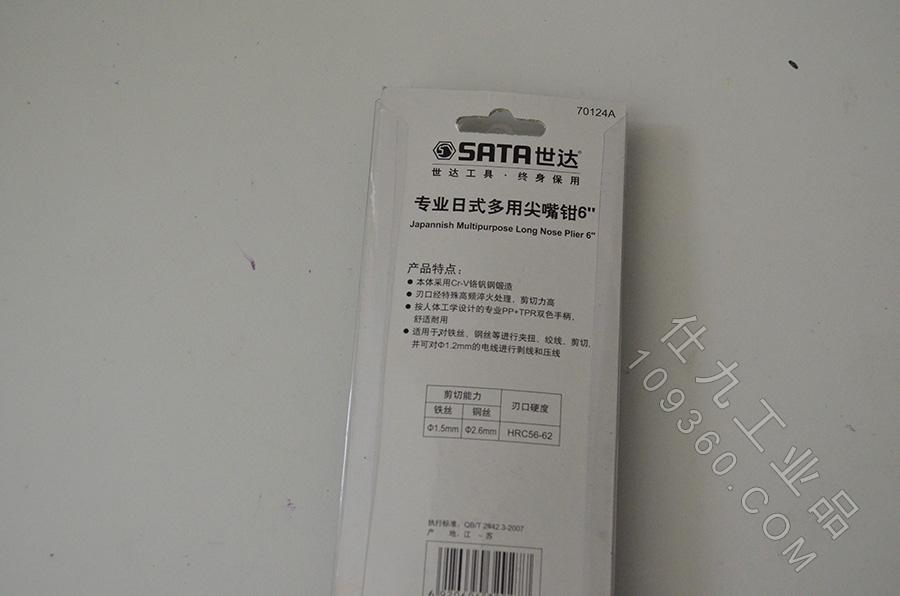 70124A
SATA世达®
世达工具·终身保用
专业日式多用尖嘴钳6"
Japannish Multipurpose Long Nose Plier 6"
产品特点：
● 本体采用Cr-V铬钒钢锻造
● 刃口经特殊高频淬火处理，剪切力高
● 按人体工学设计的专业PP+TPR双色手柄，
舒适耐用
● 适用于对铁丝、钢丝等进行夹扭、绞线、剪切，
并可对Φ1.2mm的电线进行剥线和压线
剪切能力 刃口硬度
铁丝 铜丝
Φ1.5mm Φ2.6mm HRC56-62
执行标准：QB/T 2442.3-2007
产 地：江 苏
仕九工业品
109360.COM